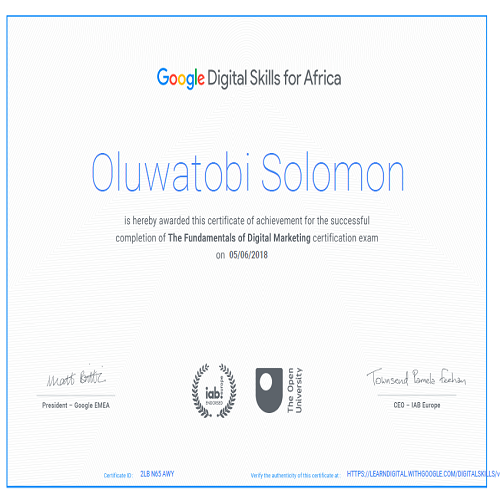 Google Digital Skills for Africa
Oluwatobi Solomon
is hereby awarded this certificate of achievement for the successful
completion of The Fundamentals of Digital Marketing certification exam
on 05/06/2018
Townsend Pamela Feehan
President – Google EMEA
iab: europe
ENDORSED
The Open
University
CEO – IAB Europe
Certificate ID: 2LB N65 AWY
Verify the authenticity of this certificate at: HTTPS://LEARNDIGITAL.WITHGOOGLE.COM/DIGITALSKILLS/v